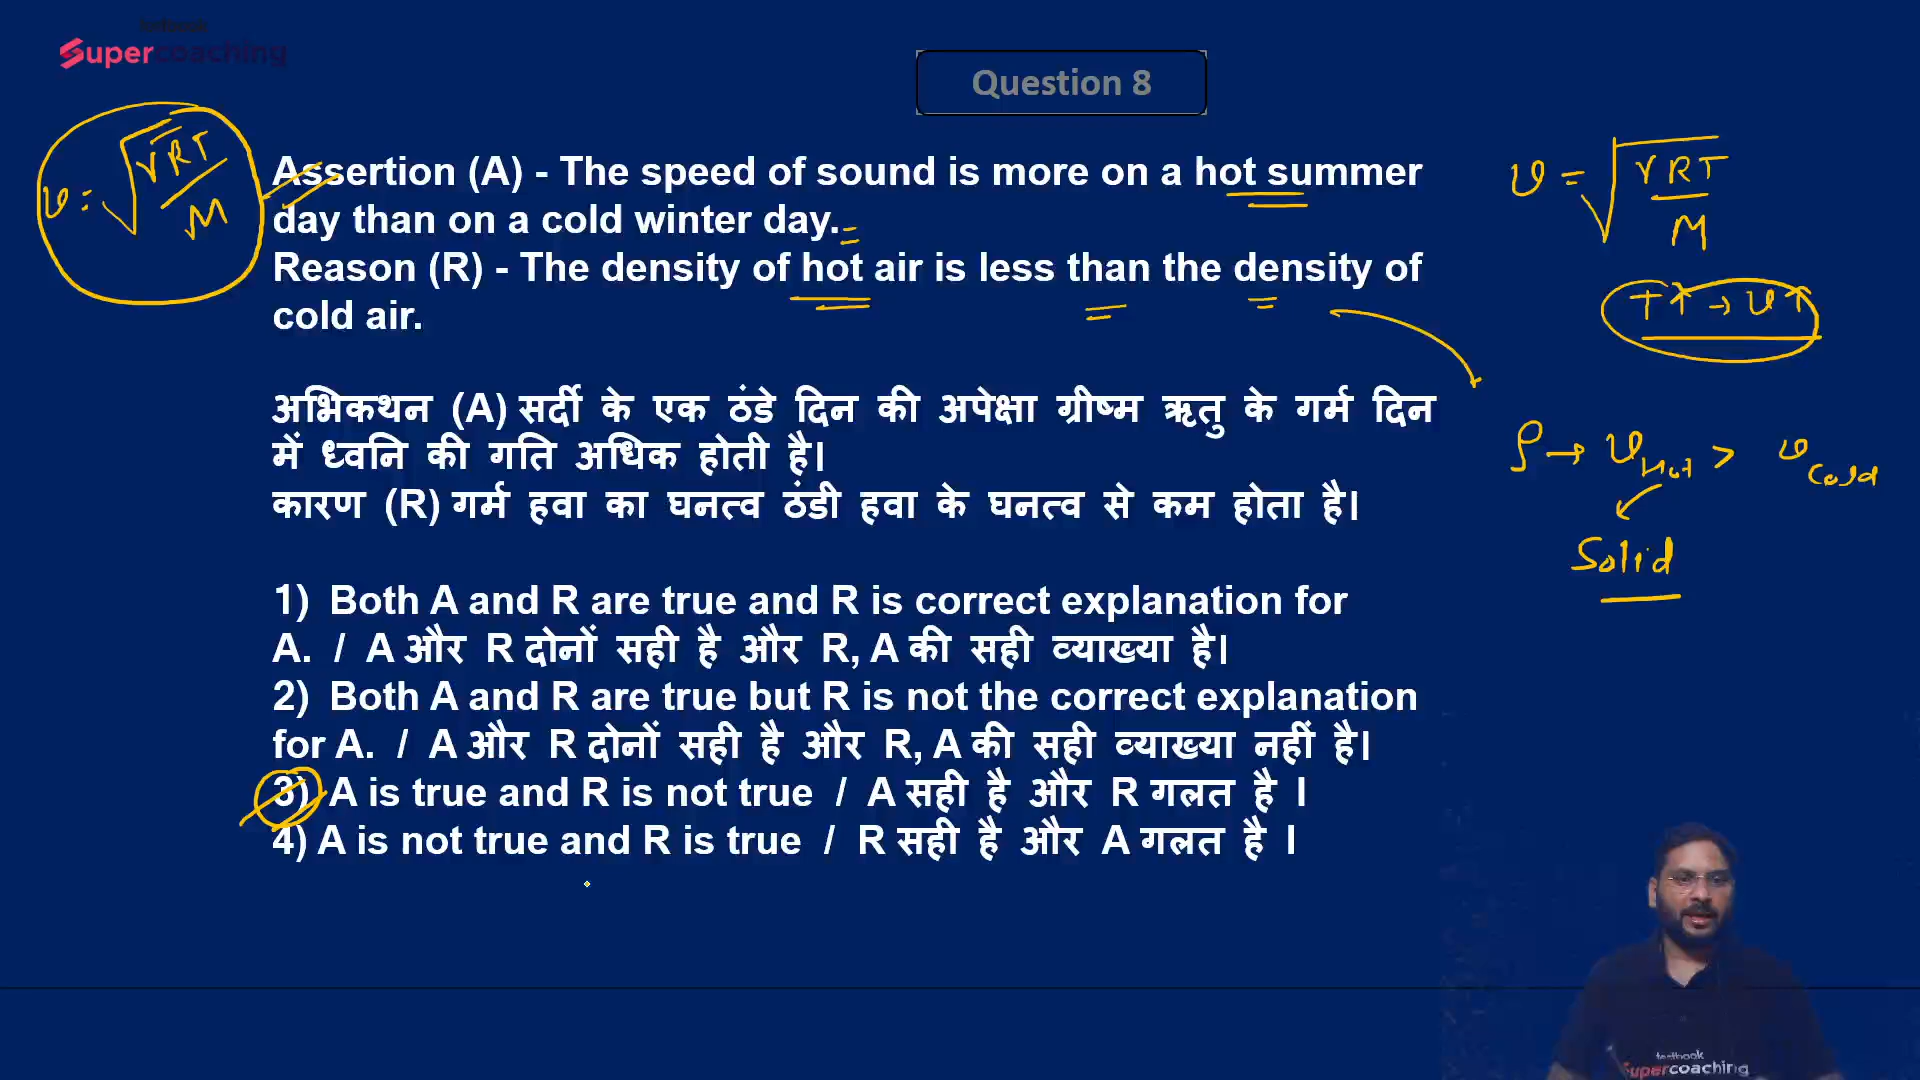 testbook
Supercoaching
Question 8
Assertion (A) - The speed of sound is more on a hot summer
day than on a cold winter day.
Reason (R) - The density of hot air is less than the density of
cold air.
अभिकथन (A) सर्दी के एक ठंडे दिन की अपेक्षा ग्रीष्म ऋतु के गर्म दिन
में ध्वनि की गति अधिक होती है।
कारण (R) गर्म हवा का घनत्व ठंडी हवा के घनत्व से कम होता है।
1) Both A and R are true and R is correct explanation for
A. / A और R दोनों सही है और R, A की सही व्याख्या है।
2) Both A and R are true but R is not the correct explanation
for A. / A और R दोनों सही है और R, A की सही व्याख्या नहीं है।
3) A is true and R is not true / A सही है और R गलत है ।
4) A is not true and R is true / R सही है और A गलत है ।
v = √γRT/M
v = √γRT/M
T↑ → v↑
ρ → v Hot > v Cold
Solid
testbook
Supercoaching